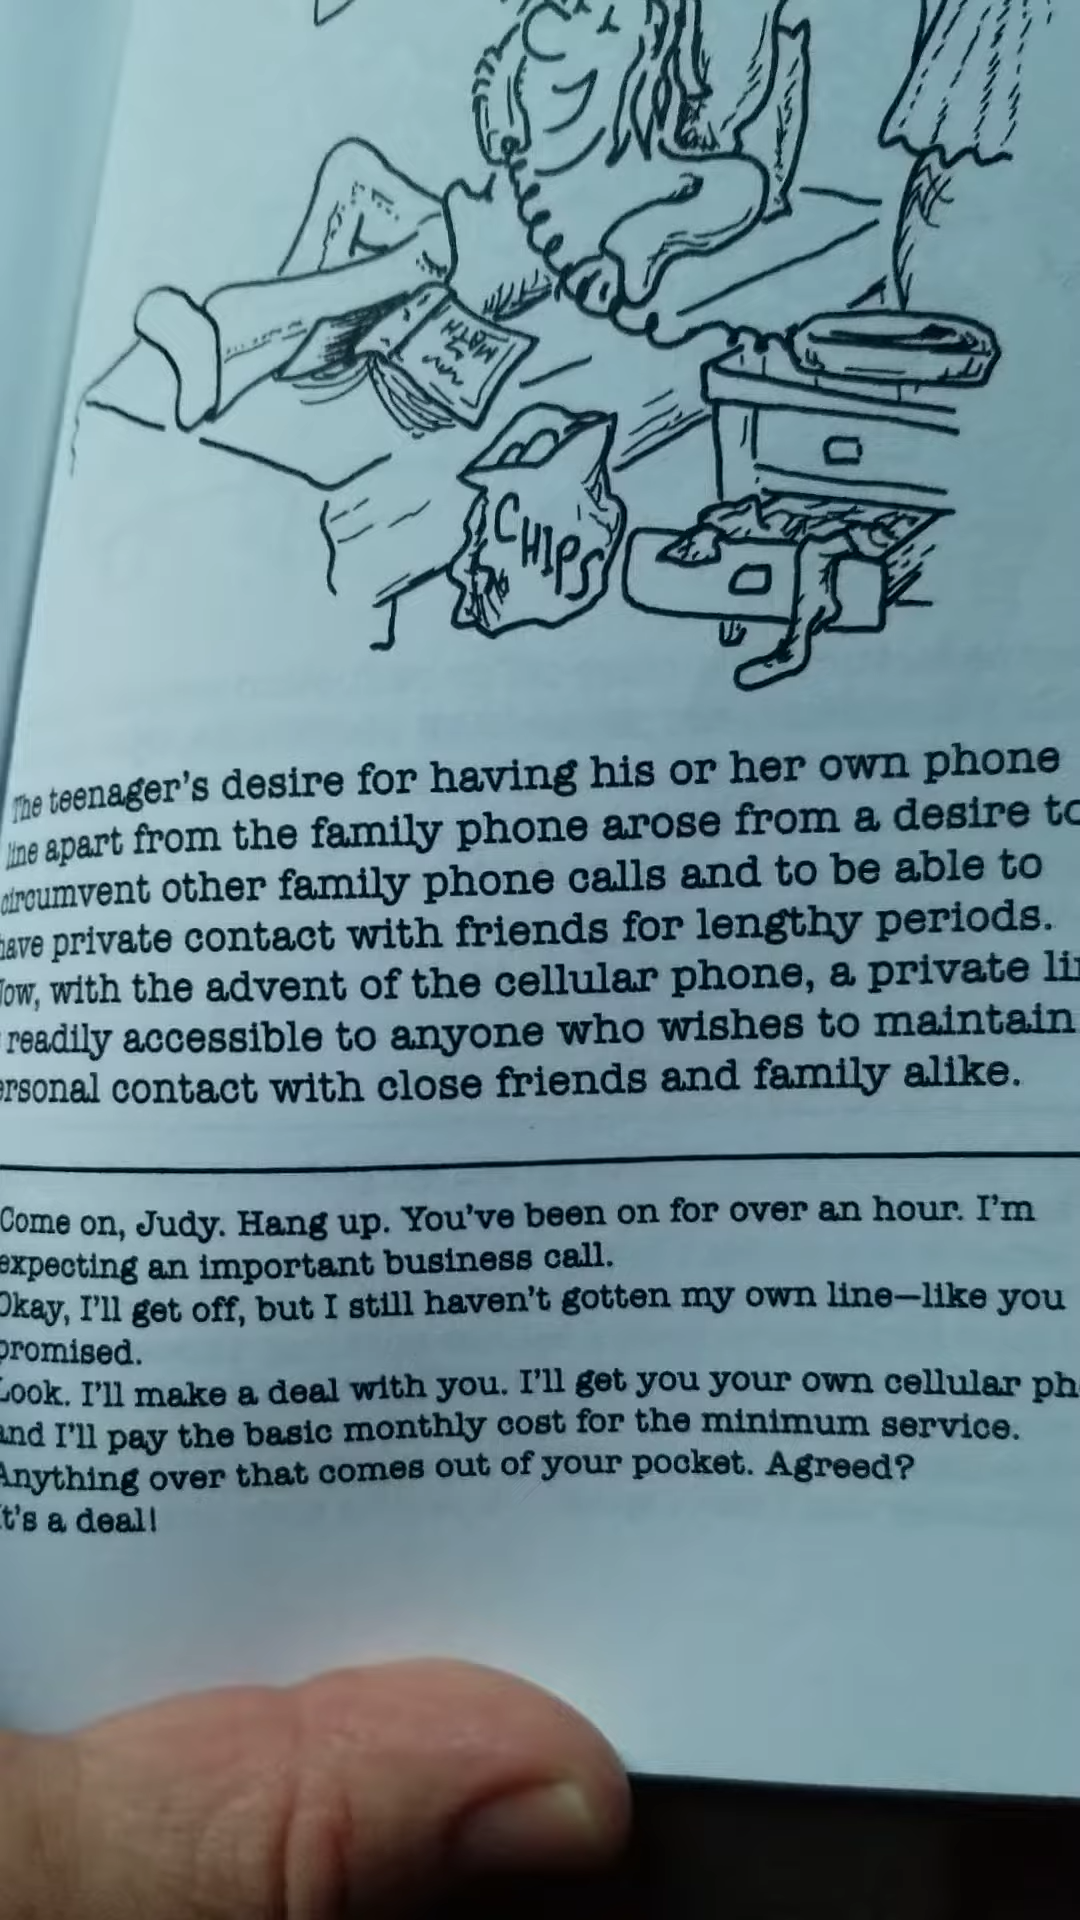 MATH
CHIPS
The teenager's desire for having his or her own phone
line apart from the family phone arose from a desire to
circumvent other family phone calls and to be able to
have private contact with friends for lengthy periods.
Now, with the advent of the cellular phone, a private
readily accessible to anyone who wishes to maintain
contact with close friends and family alike.
Come on, Judy. Hang up. You've been on for over an hour. I'm
expecting an important business call.
Okay, I'll get off, but I still haven't gotten my own line—like you
promised.
Look. I'll make a deal with you. I'll get you your own cellular
and I'll pay the basic monthly cost for the minimum service.
Anything over that comes out of your pocket. Agreed?
It's a deal!